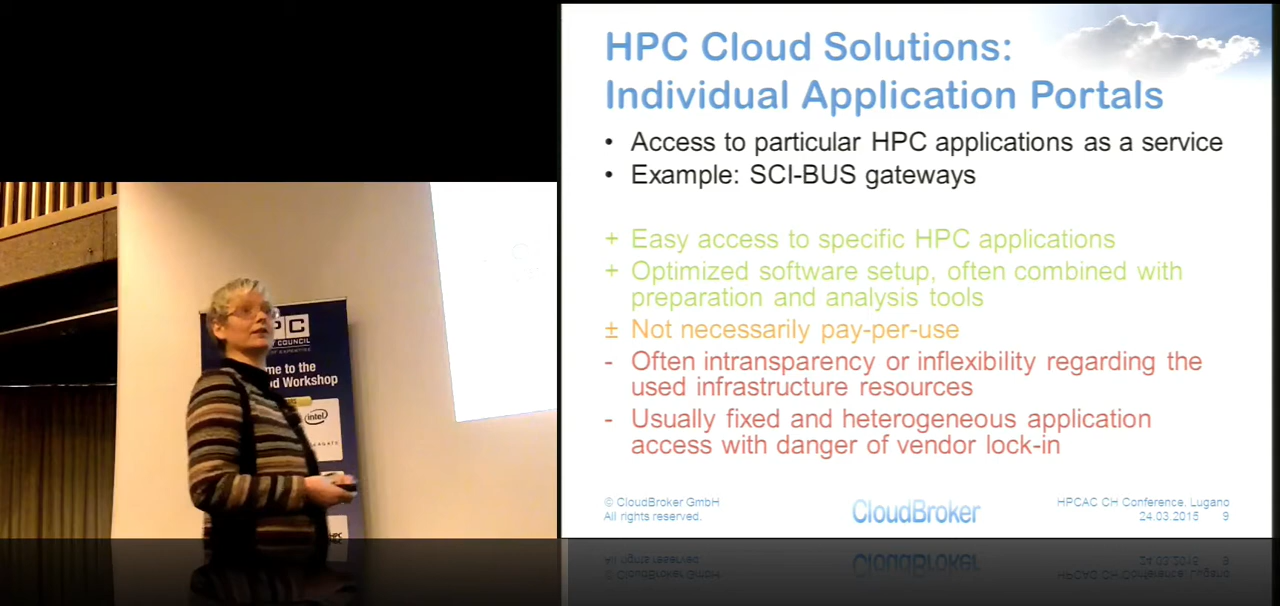 HPC Cloud Solutions:
Individual Application Portals
• Access to particular HPC applications as a service
• Example: SCI-BUS gateways
+ Easy access to specific HPC applications
+ Optimized software setup, often combined with
preparation and analysis tools
± Not necessarily pay-per-use
- Often intransparency or inflexibility regarding the
used infrastructure resources
- Usually fixed and heterogeneous application
access with danger of vendor lock-in
© CloudBroker GmbH
All rights reserved.
CloudBroker
HPCAC CH Conference, Lugano
24.03.2015 9
PC
COUNCIL
me to the
Workshop
intel